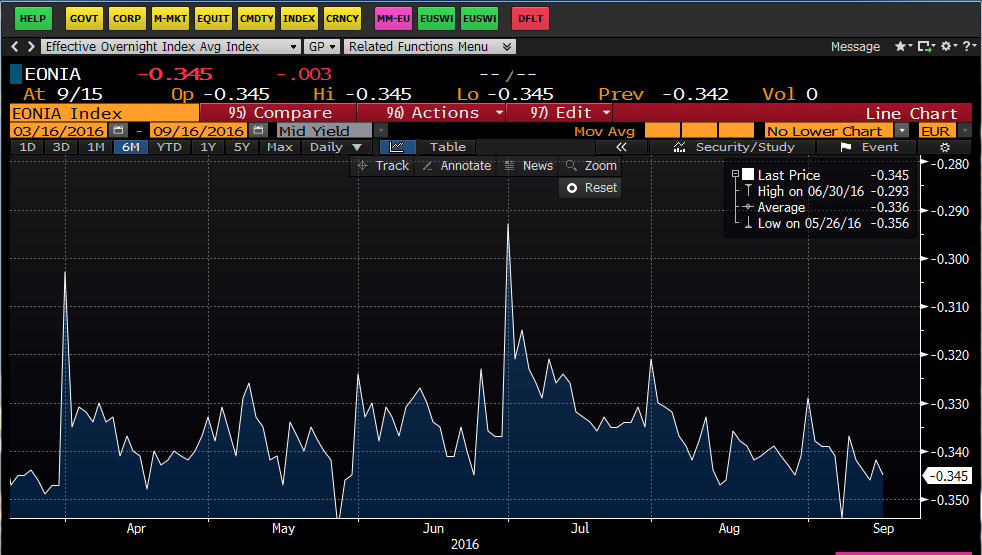 HELP GOVT CORP M-MKT EQUIT CMDTY INDEX CRNCY MM-EU EUSWI EUSWI DFLT
Effective Overnight Index Avg Index GP Related Functions Menu Message
EONIA -0.345 -.003 --/--
At 9/15 Op -0.345 Hi -0.345 Lo -0.345 Prev -0.342 Vol 0
EONIA Index 95) Compare 96) Actions 97) Edit Line Chart
03/16/2016 - 09/16/2016 Mid Yield Mov Avg No Lower Chart EUR
1D 3D 1M 6M YTD 1Y 5Y Max Daily Table Security/Study Event
Track Annotate News Zoom
Reset
Last Price -0.345
High on 06/30/16 -0.293
Average -0.336
Low on 05/26/16 -0.356
-0.280
-0.290
-0.300
-0.310
-0.320
-0.330
-0.340
-0.345
-0.350
Apr May Jun Jul Aug Sep
2016